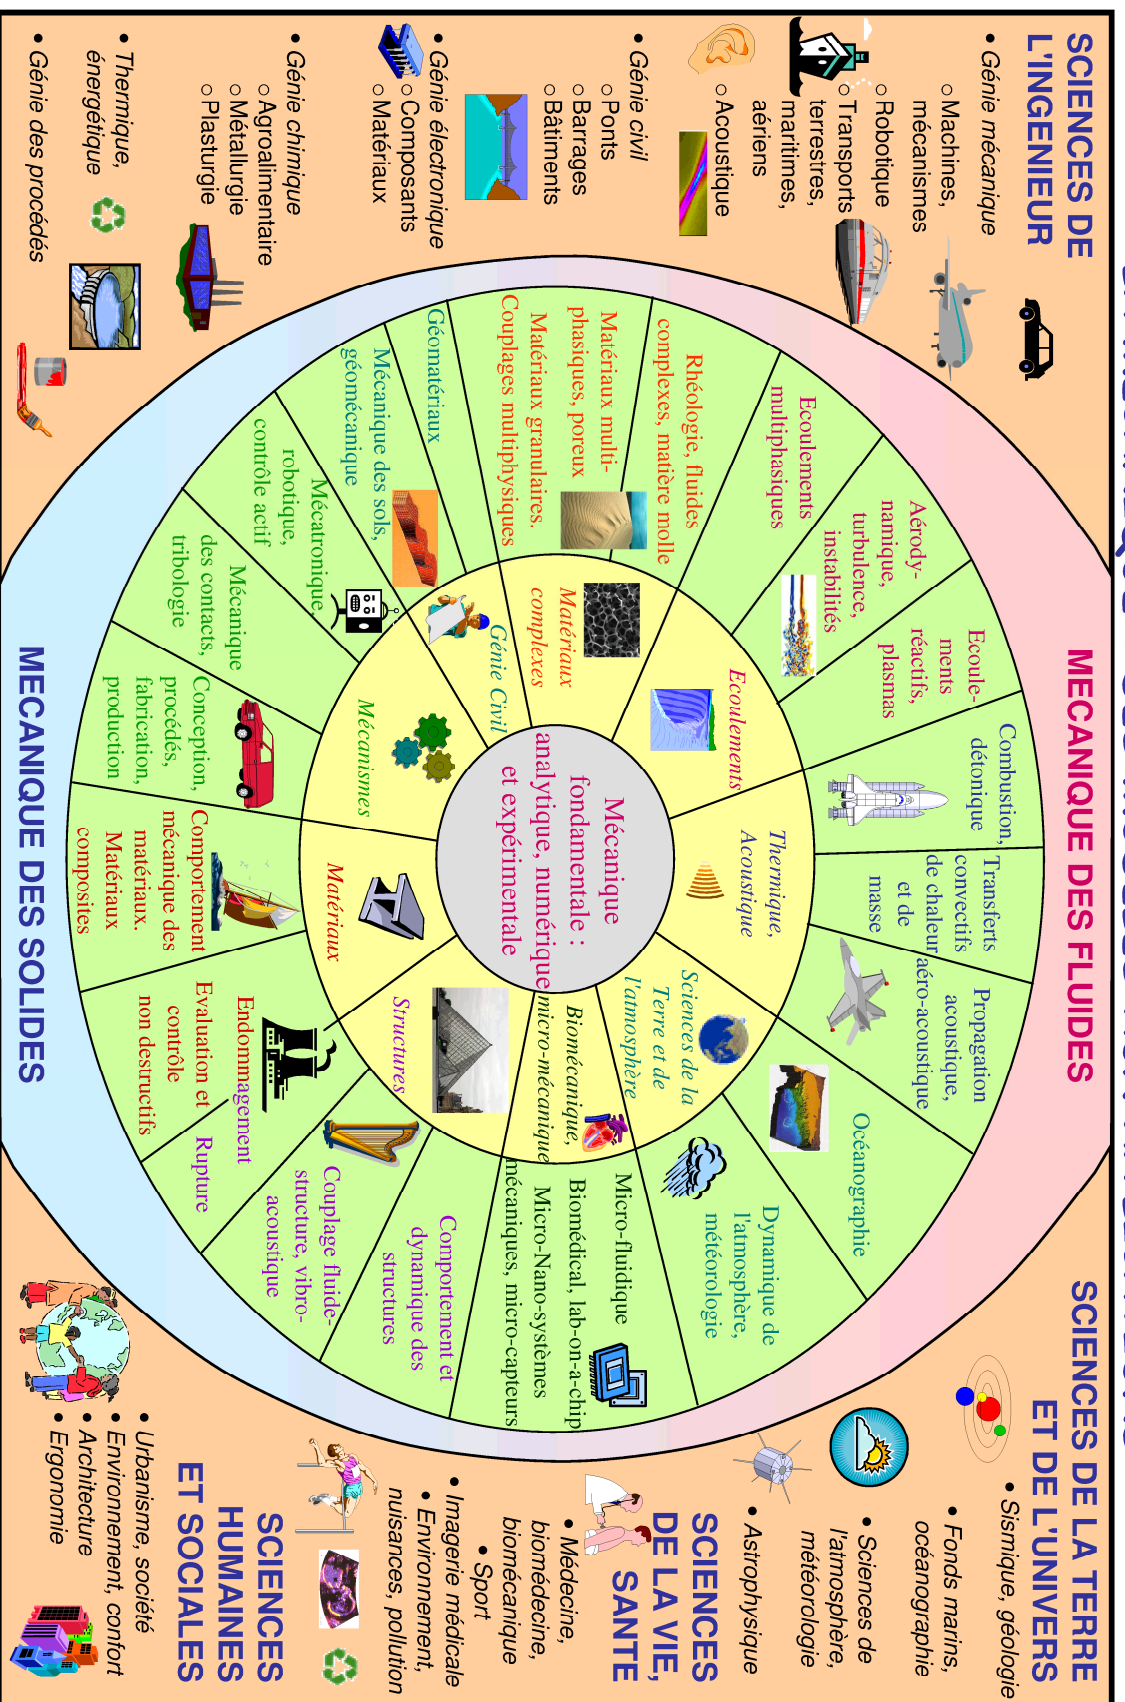 SCIENCES DE
L'INGENIEUR
• Génie mécanique
○ Machines,
mécanismes
○ Robotique
○ Transports
terrestres,
maritimes,
aériens
○ Acoustique
• Génie civil
○ Ponts
○ Barrages
○ Bâtiments
• Génie électronique
○ Composants
○ Matériaux
• Génie chimique
○ Agroalimentaire
○ Métallurgie
○ Plasturgie
• Thermique,
énergétique
• Génie des procédés
MECANIQUE DES FLUIDES
Rhéologie, fluides
complexes, matière molle
Matériaux multi-
phasiques, poreux
Matériaux granulaires.
Couplages multiphysiques
Géomatériaux
Mécanique des sols,
géomécanique
Mécatronique,
robotique,
contrôle actif
Mécanique
des contacts,
tribologie
Conception,
procédés,
fabrication,
production
Comportement
mécanique des
matériaux.
Matériaux
composites
Endommagement
Evaluation et
contrôle
non destructifs
Rupture
Couplage fluide-
structure, vibro-
acoustique
Comportement et
dynamique des
structures
Micro-fluidique
Biomédical, lab-on-a-chip
Micro-Nano-systèmes
mécaniques, micro-capteurs
Dynamique de
l'atmosphère,
météorologie
Océanographie
Propagation
acoustique,
aéro-acoustique
Transferts
convectifs
de chaleur
et de
masse
Combustion,
détonique
Ecoule-
ments
réactifs,
plasmas
Aérody-
namique,
turbulence,
instabilités
Ecoulements
multiphasiques
Matériaux
complexes
Génie Civil
Mécanismes
Matériaux
Structures
Biomécanique,
micro-mécanique
Sciences de la
Terre et de
l'atmosphère
Thermique,
Acoustique
Ecoulements
Mécanique
fondamentale :
analytique, numérique
et expérimentale
MECANIQUE DES SOLIDES
SCIENCES DE LA TERRE
ET DE L'UNIVERS
• Sismique, géologie
• Fonds marins,
océanographie
• Sciences de
l'atmosphère,
météorologie
• Astrophysique
SCIENCES
DE LA VIE,
SANTE
• Médecine,
biomédecine,
biomécanique
• Sport
• Imagerie médicale
• Environnement,
nuisances, pollution
SCIENCES
HUMAINES
ET SOCIALES
• Urbanisme, société
• Environnement, confort
• Architecture
• Ergonomie